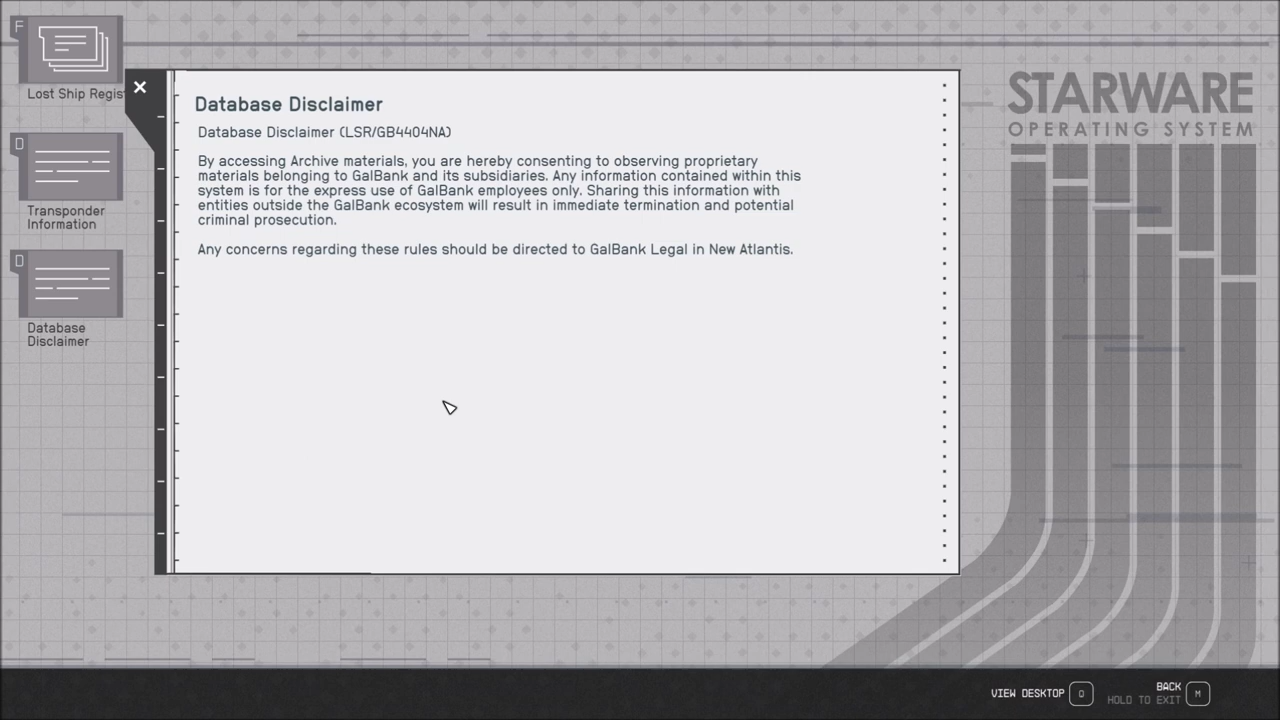 F
Lost Ship Regist
D
Transponder
Information
D
Database
Disclaimer
Database Disclaimer
Database Disclaimer (LSR/GB4404NA)
By accessing Archive materials, you are hereby consenting to observing proprietary
materials belonging to GalBank and its subsidiaries. Any information contained within this
system is for the express use of GalBank employees only. Sharing this information with
entities outside the GalBank ecosystem will result in immediate termination and potential
criminal prosecution.
Any concerns regarding these rules should be directed to GalBank Legal in New Atlantis.
STARWARE
OPERATING SYSTEM
VIEW DESKTOP Q
BACK M
HOLD TO EXIT